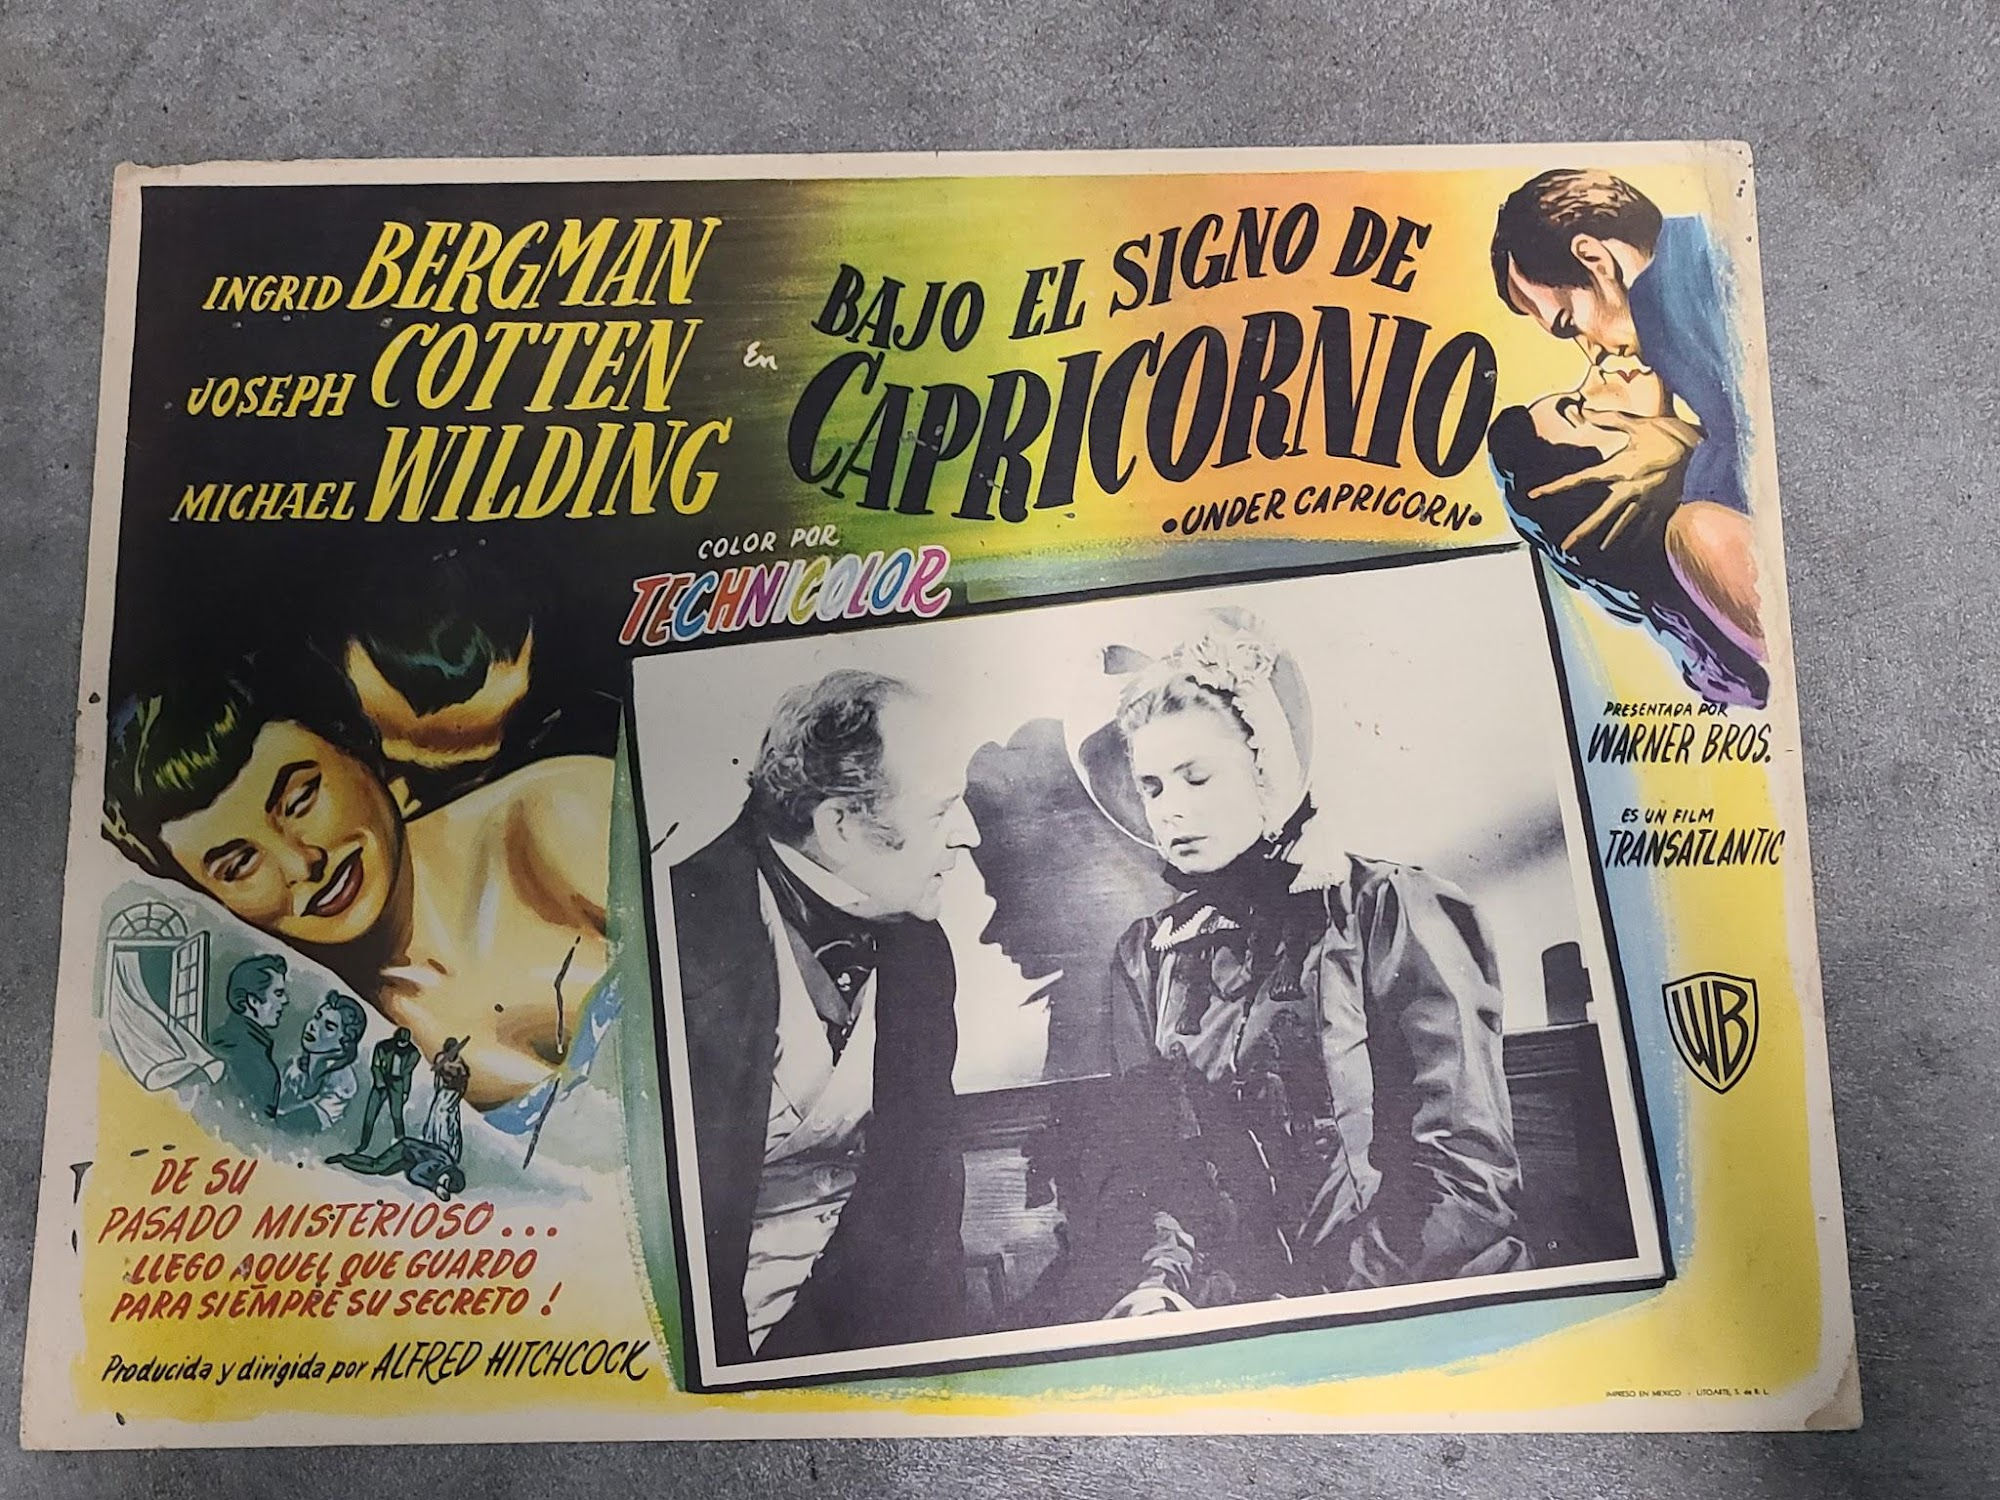 INGRID BERGMAN
JOSEPH COTTEN
MICHAEL WILDING
En
BAJO EL SIGNO DE
CAPRICORNIO
•UNDER CAPRICORN•
COLOR POR
TECHNICOLOR
PRESENTADA POR
WARNER BROS.
ES UN FILM
TRANSATLANTIC
WB
DE SU
PASADO MISTERIOSO...
LLEGO AQUEL QUE GUARDO
PARA SIEMPRE SU SECRETO!
Producida y dirigida por ALFRED HITCHCOCK
IMPRESO EN MEXICO - LITOARTE, S. de R. L.